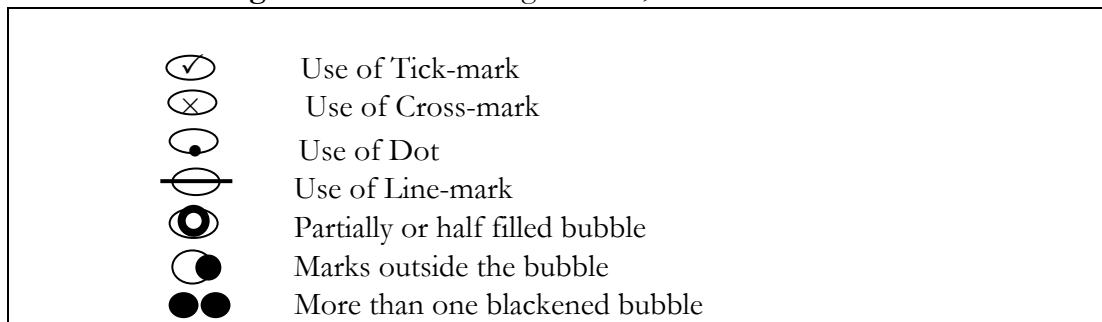 Use of Tick-mark
Use of Cross-mark
Use of Dot
Use of Line-mark
Partially or half filled bubble
Marks outside the bubble
More than one blackened bubble